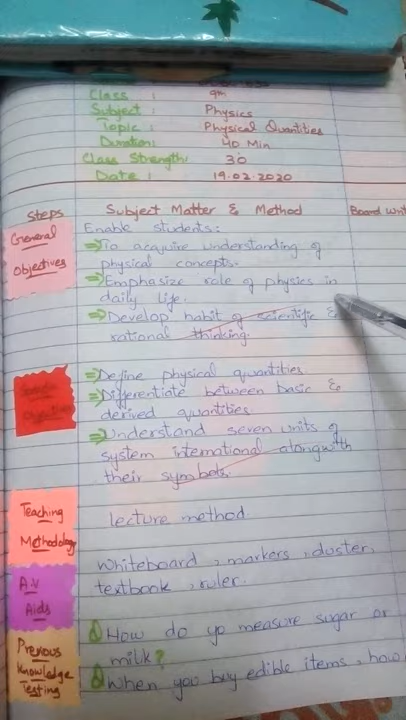 Class : 9th
Subject: Physics
Topic: Physical Quantities
Duration: 40 Min
Class Strength: 30
Date: 19.02.2020
Steps Subject Matter & Method Board Writ
General Objectives
Enable students:
⇒To acquire understanding of
physical concepts.
⇒Emphasize role of physics in
daily life.
⇒Develop habit of scientific &
rational thinking.
⇒Define physical quantities.
⇒Differentiate between basic &
derived quantities.
⇒Understand seven units of
system international alongwith
their symbols.
Teaching Methodology
lecture method.
A.V Aids
whiteboard, markers, duster,
textbook, ruler.
Previous Knowledge Testing
How do yo measure sugar or
milk?
When you buy edible items, how